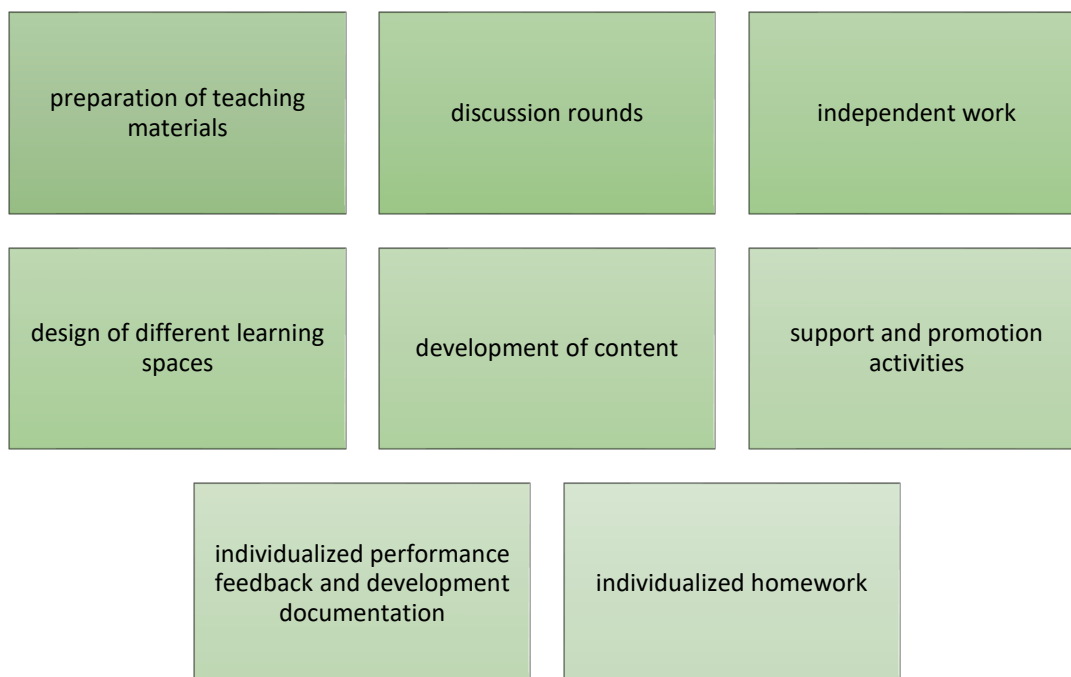 preparation of teaching
materials
discussion rounds
independent work
design of different learning
spaces
development of content
support and promotion
activities
individualized performance
feedback and development
documentation
individualized homework